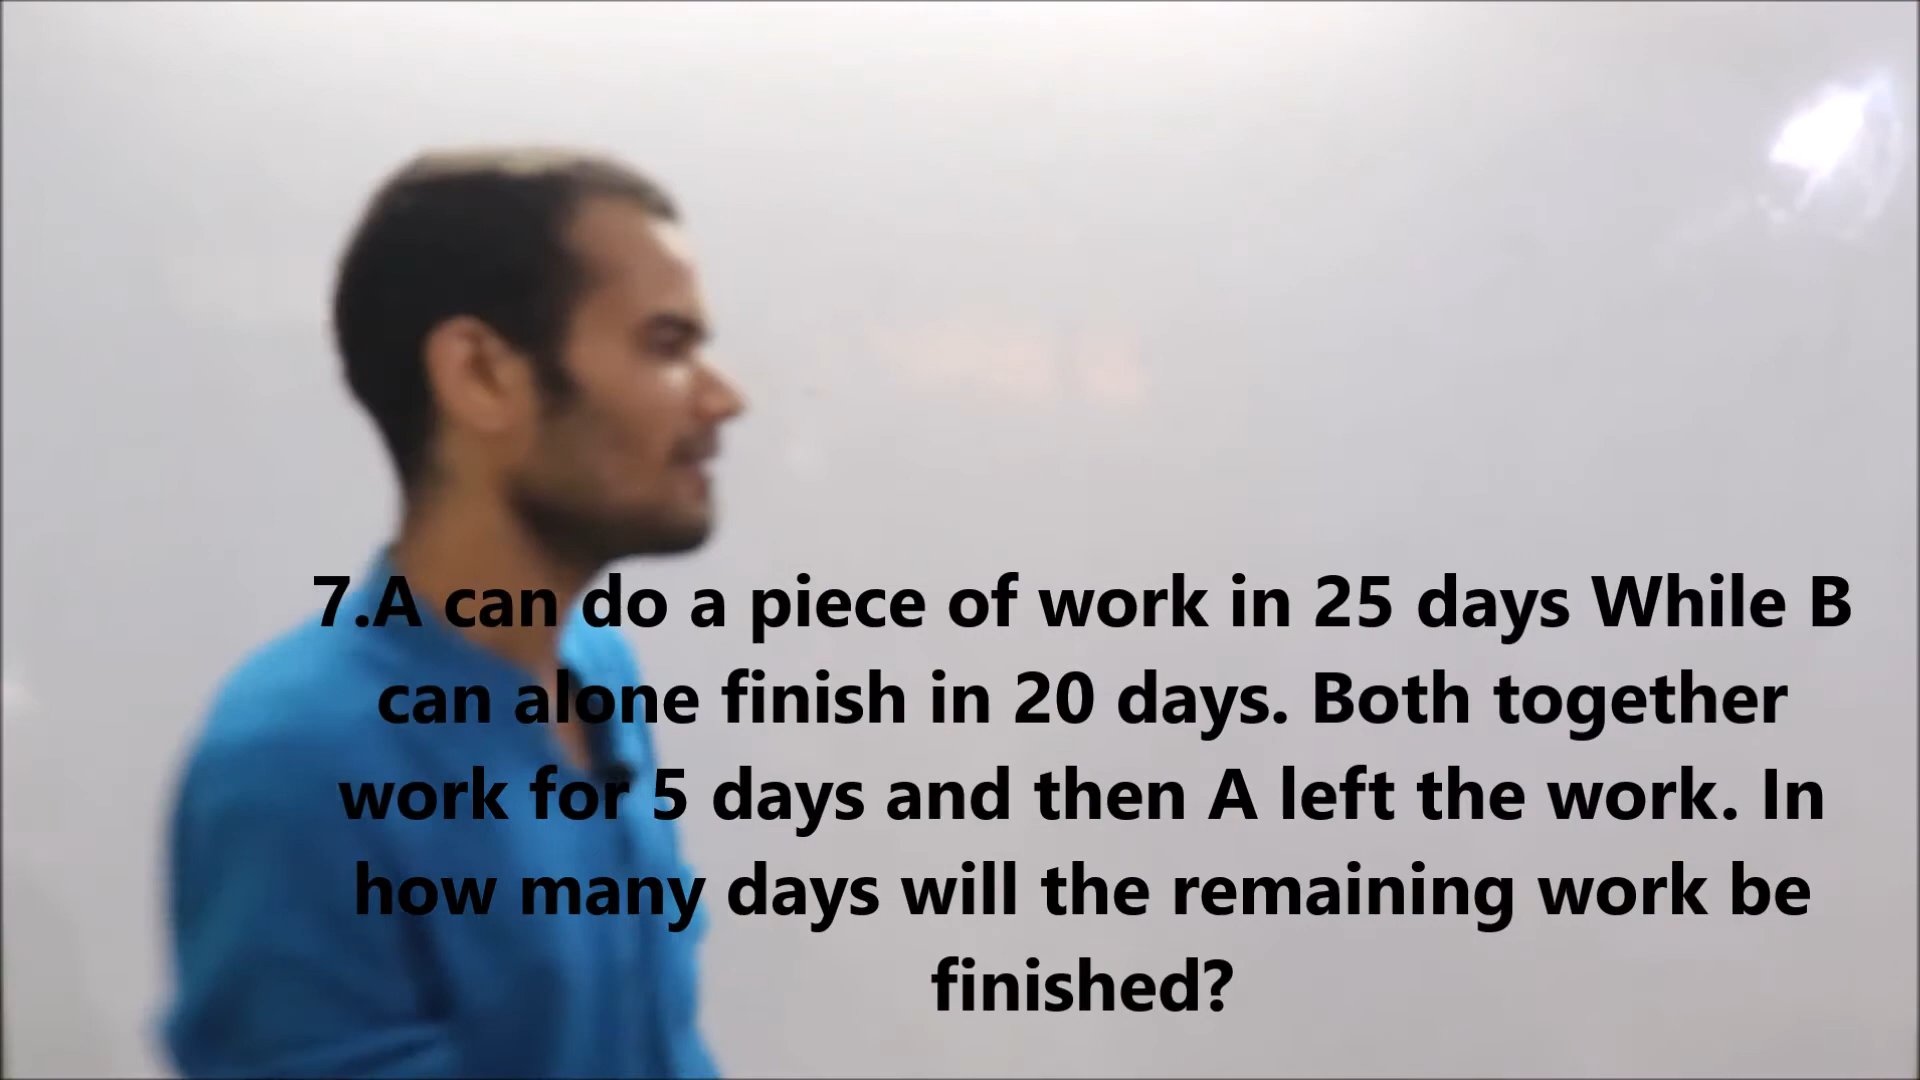 7.A can do a piece of work in 25 days While B
can alone finish in 20 days. Both together
work for 5 days and then A left the work. In
how many days will the remaining work be
finished?